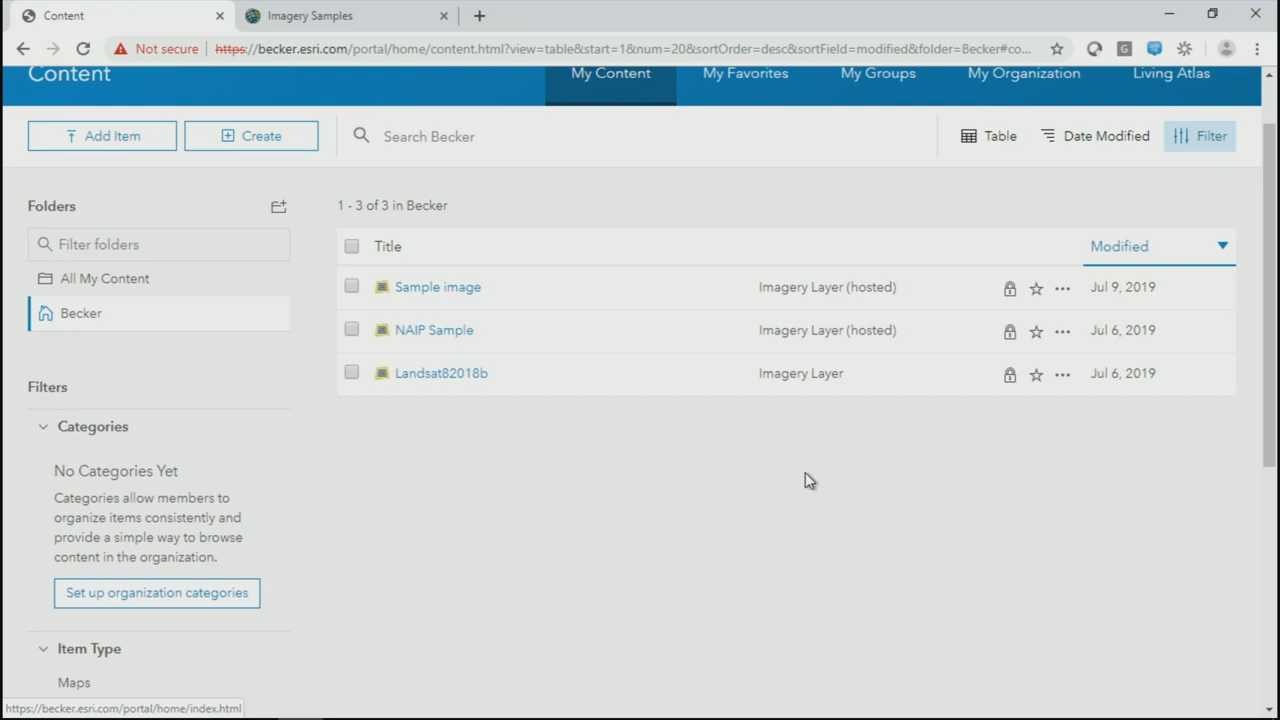 Content
Imagery Samples
Not secure | https://becker.esri.com/portal/home/content.html?view=table&start=1&num=20&sortOrder=desc&sortField=modified&folder=Becker#co...
Content
My Content
My Favorites
My Groups
My Organization
Living Atlas
Add Item
Create
Search Becker
Table
Date Modified
Filter
Folders
Filter folders
All My Content
Becker
1 - 3 of 3 in Becker
Title
Modified
Sample image
Imagery Layer (hosted)
Jul 9, 2019
NAIP Sample
Imagery Layer (hosted)
Jul 6, 2019
Landsat82018b
Imagery Layer
Jul 6, 2019
Filters
Categories
No Categories Yet
Categories allow members to
organize items consistently and
provide a simple way to browse
content in the organization.
Set up organization categories
Item Type
Maps
https://becker.esri.com/portal/home/index.html